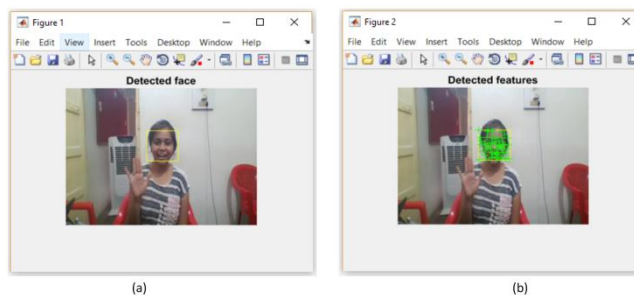 Figure 1
File Edit View Insert Tools Desktop Window Help
Detected face
(a)
Figure 2
File Edit View Insert Tools Desktop Window Help
Detected features
(b)